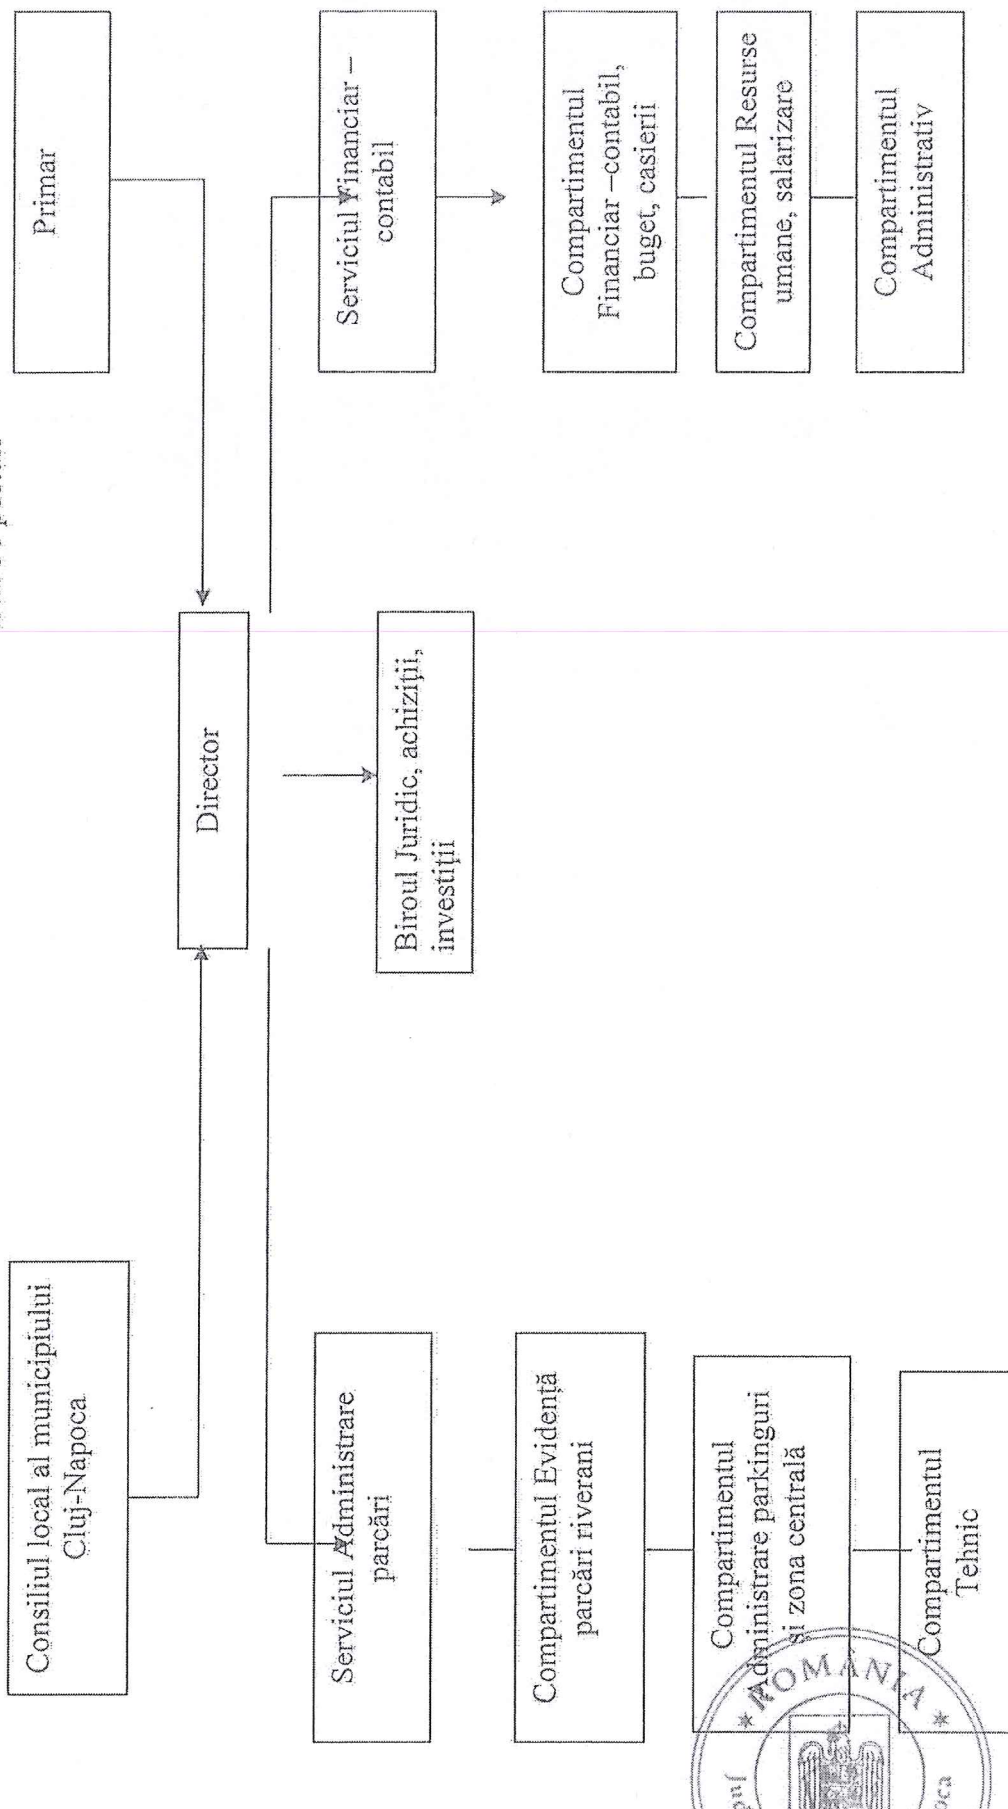 Consiliul local al municipiului
Cluj-Napoca
Primar
Director
Serviciul Administrare
parcări
Biroul Juridic, achiziții,
investiții
Serviciul Financiar –
contabil
Compartimentul Evidență
parcări riverani
Compartimentul
Administrare parkinguri
si zona centrală
Compartimentul
Tehnic
Compartimentul
Financiar –contabil,
buget, casierii
Compartimentul Resurse
umane, salarizare
Compartimentul
Administrativ
* ROMÂNIA *